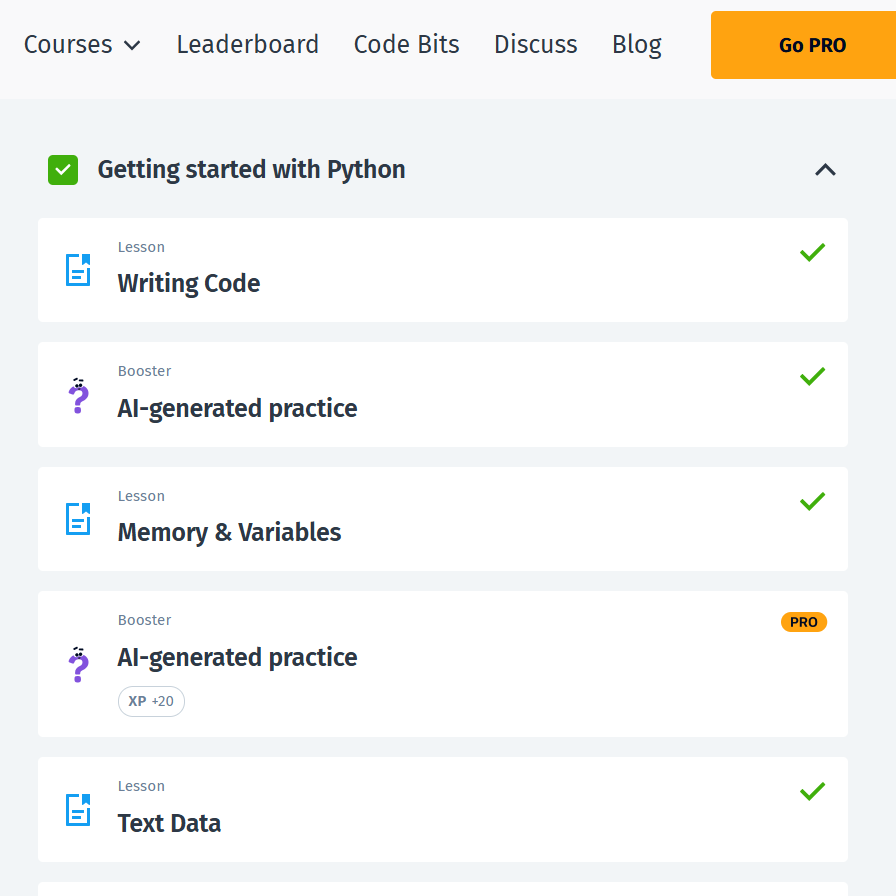 Courses Leaderboard Code Bits Discuss Blog Go PRO
Getting started with Python
Lesson
Writing Code
Booster
AI-generated practice
Lesson
Memory & Variables
Booster
PRO
AI-generated practice
XP +20
Lesson
Text Data